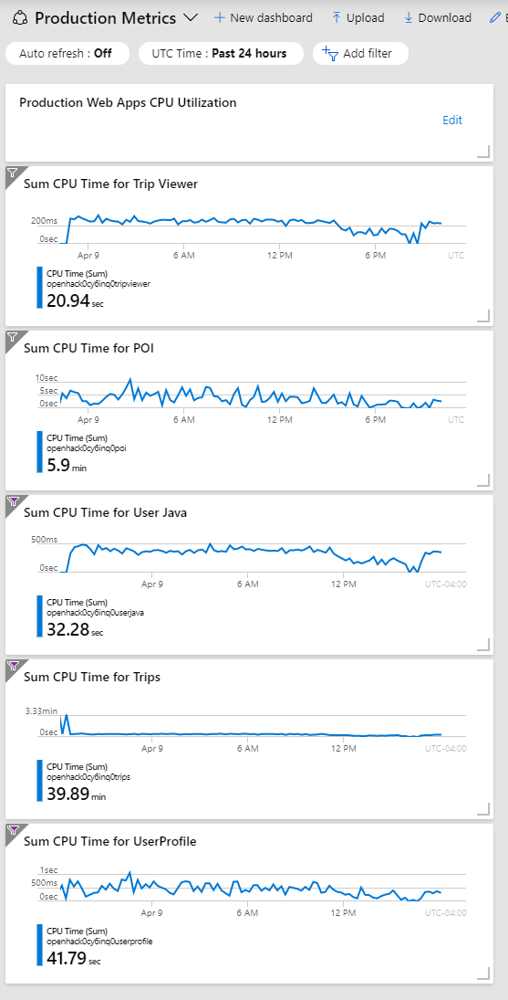 Production Metrics
New dashboard
Upload
Download
Auto refresh : Off
UTC Time : Past 24 hours
Add filter
Production Web Apps CPU Utilization
Edit
Sum CPU Time for Trip Viewer
200ms
0sec
Apr 9
6 AM
12 PM
6 PM
UTC
CPU Time (Sum)
openhack0cy6inq0tripviewer
20.94 sec
Sum CPU Time for POI
10sec
5sec
0sec
Apr 9
6 AM
12 PM
6 PM
UTC
CPU Time (Sum)
openhack0cy6inq0poi
5.9 min
Sum CPU Time for User Java
500ms
0sec
Apr 9
6 AM
12 PM
UTC-04:00
CPU Time (Sum)
openhack0cy6inq0userjava
32.28 sec
Sum CPU Time for Trips
3.33min
0sec
Apr 9
6 AM
12 PM
UTC-04:00
CPU Time (Sum)
openhack0cy6inq0trips
39.89 min
Sum CPU Time for UserProfile
1sec
500ms
0sec
Apr 9
6 AM
12 PM
UTC-04:00
CPU Time (Sum)
openhack0cy6inq0userprofile
41.79 sec